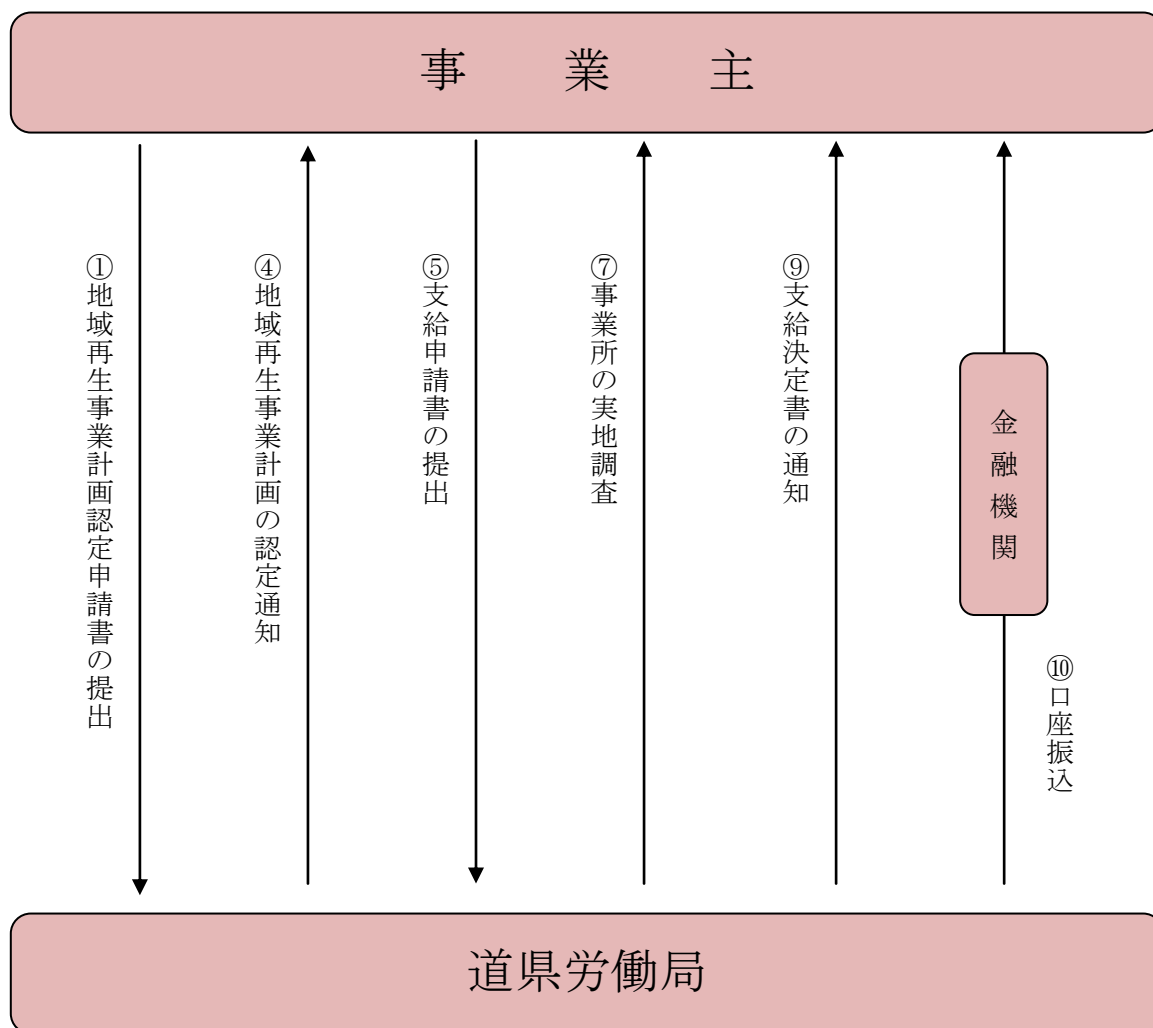 事業主
①地域再生事業計画認定申請書の提出
④地域再生事業計画の認定通知
⑤支給申請書の提出
⑦事業所の実地調査
⑨支給決定書の通知
金融機関
⑩口座振込
道県労働局